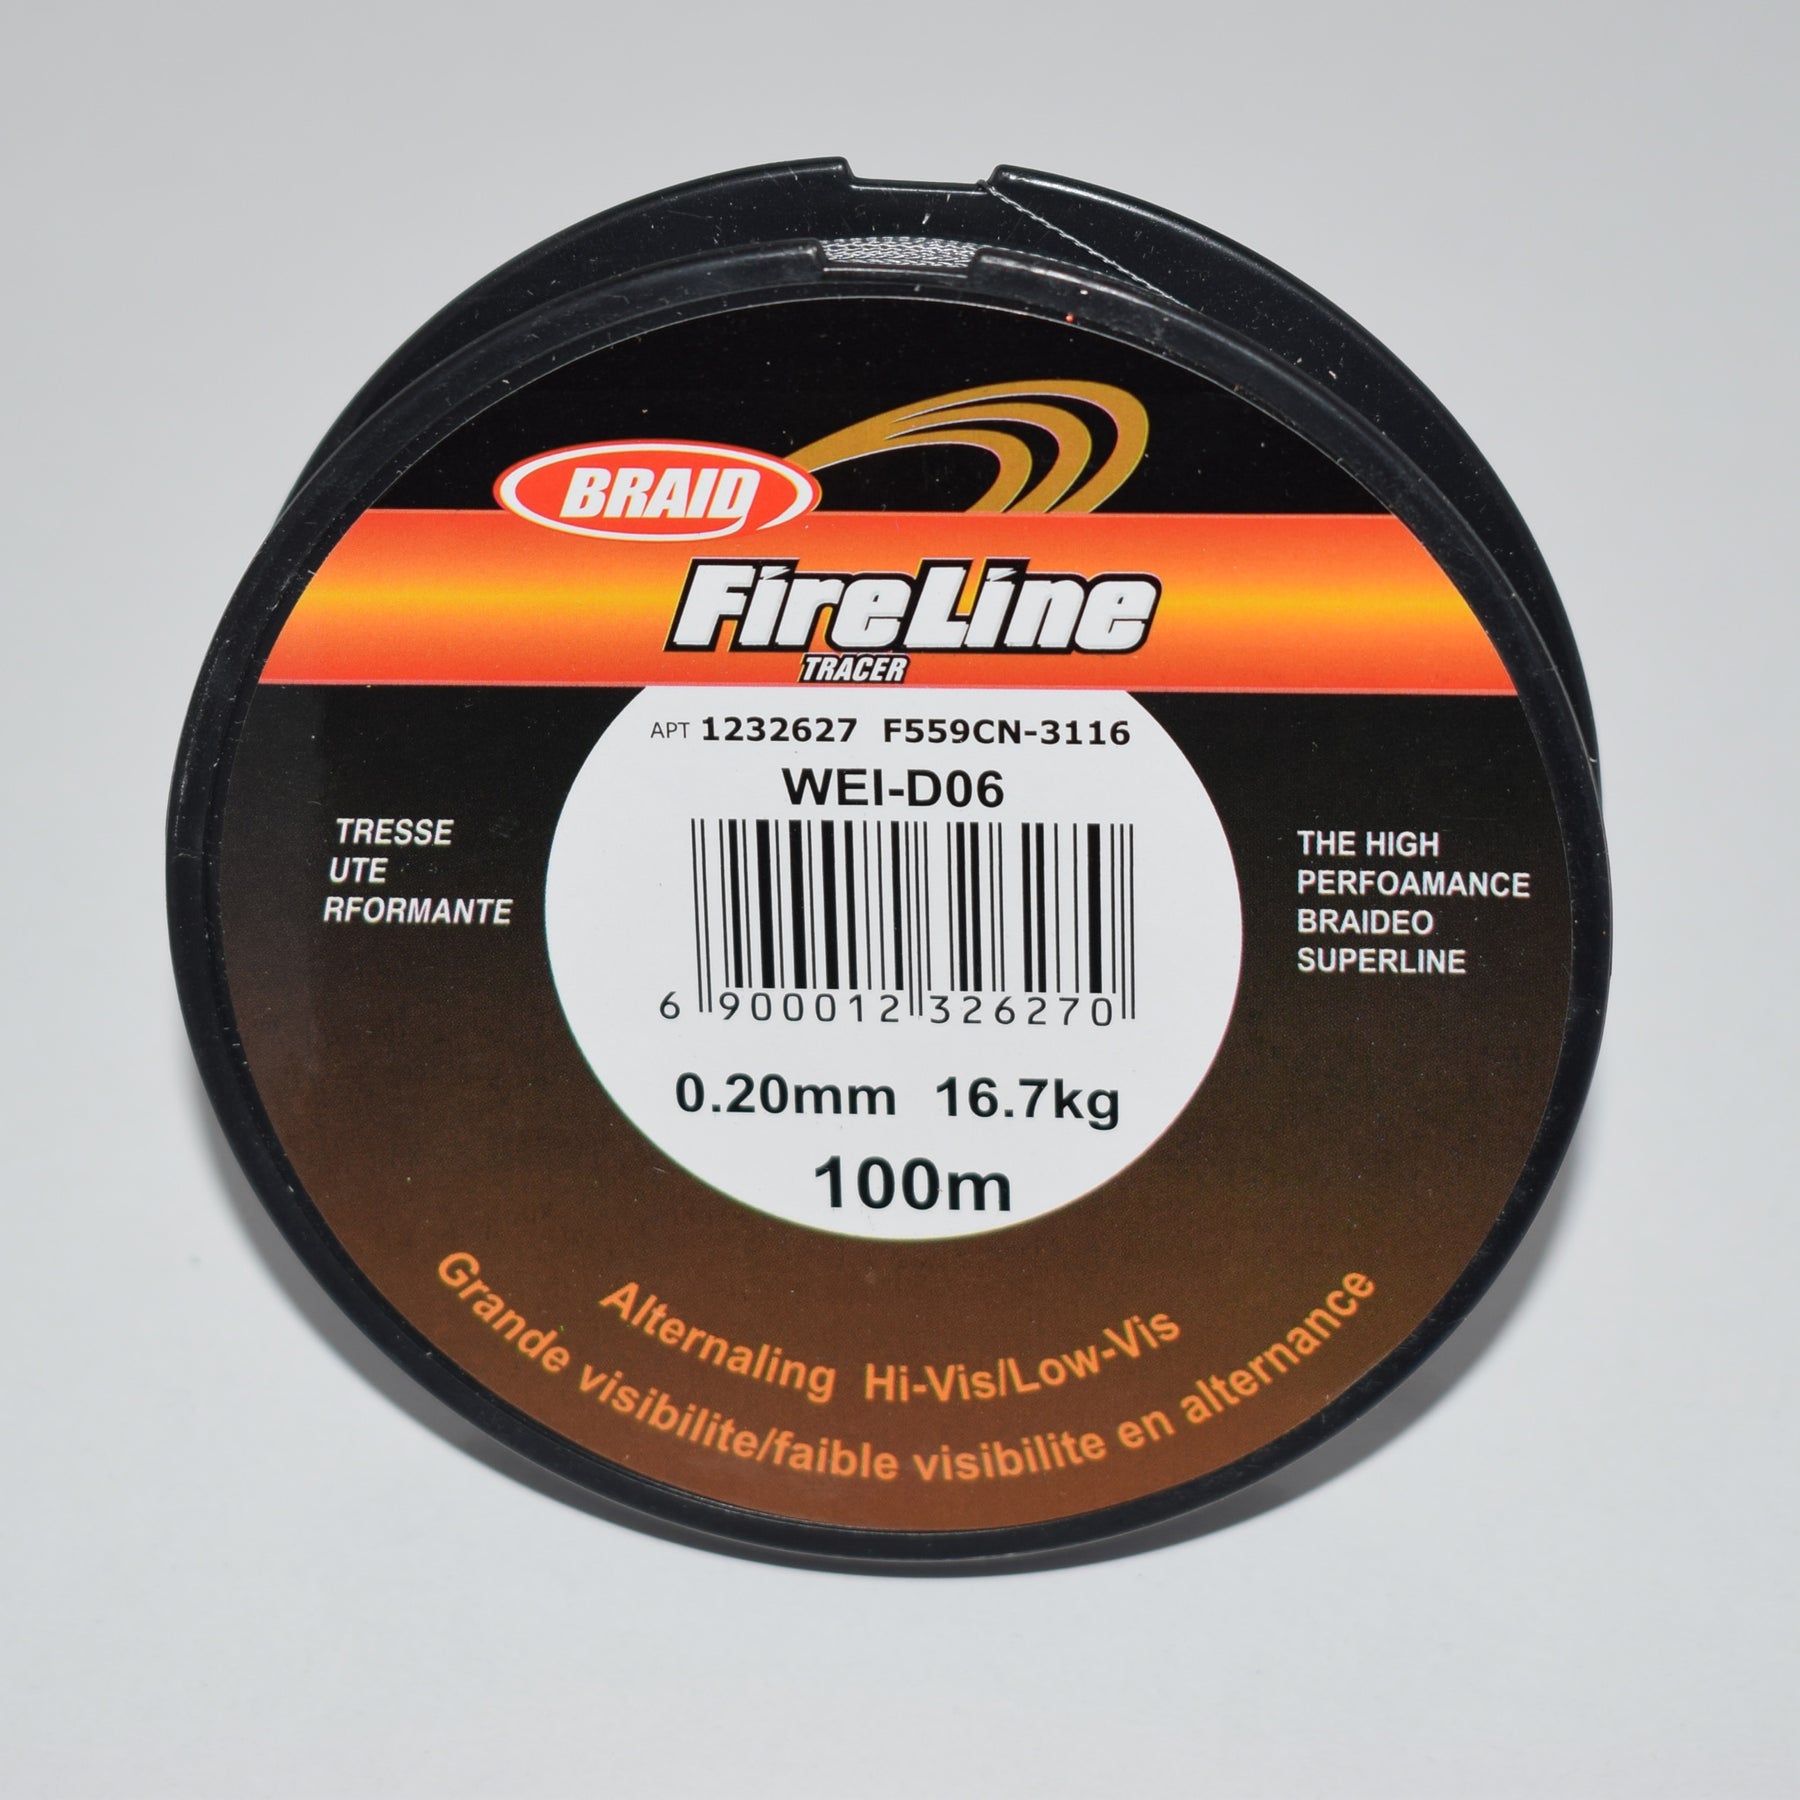 BRAID
FireLine
TRACER
АРТ 1232627 F559CN-3116
WEI-D06
TRESSE
UTE
RFORMANTE
THE HIGH
PERFOAMANCE
BRAIDEO
SUPERLINE
6 900012 326270
0.20mm 16.7kg
100m
Alternaling Hi-Vis/Low-Vis
Grande visibilite/faible visibilite en alternance